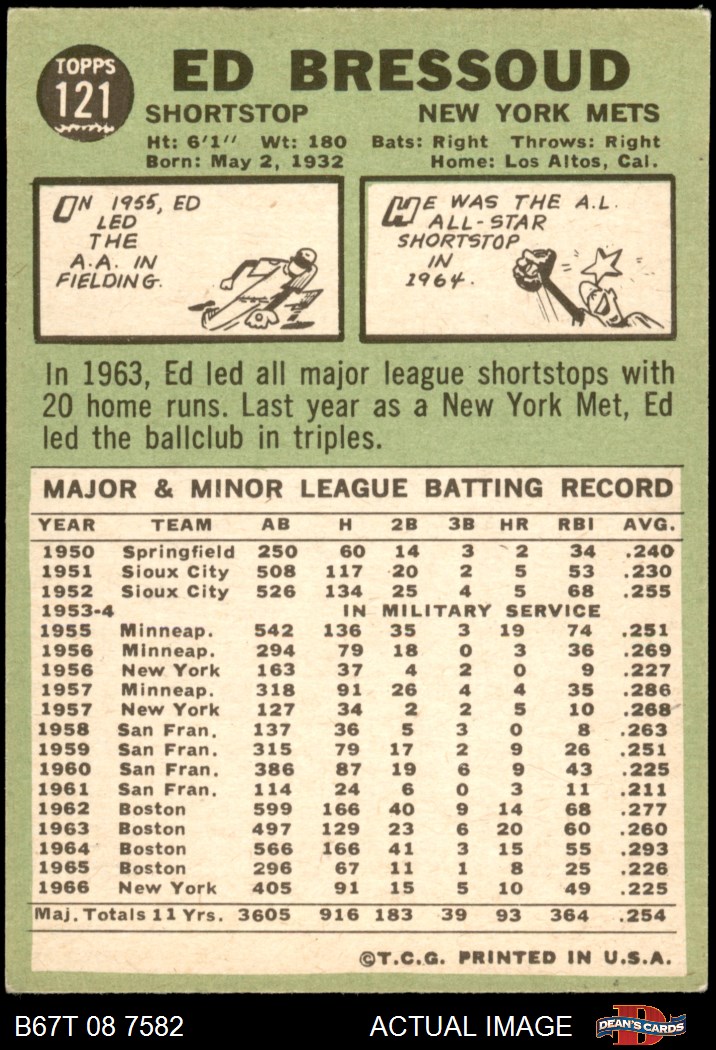 TOPPS
121
ED BRESSOUD
SHORTSTOP NEW YORK METS
Ht: 6'1" Wt: 180 Bats: Right Throws: Right
Born: May 2, 1932 Home: Los Altos, Cal.
IN 1955, ED
LED
THE
A.A. IN
FIELDING.
HE WAS THE A.L.
ALL-STAR
SHORTSTOP
IN
1964.
In 1963, Ed led all major league shortstops with
20 home runs. Last year as a New York Met, Ed
led the ballclub in triples.
MAJOR & MINOR LEAGUE BATTING RECORD
YEAR TEAM AB H 2B 3B HR RBI AVG.
1950 Springfield 250 60 14 3 2 34 .240
1951 Sioux City 508 117 20 2 5 53 .230
1952 Sioux City 526 134 25 4 5 68 .255
1953-4 IN MILITARY SERVICE
1955 Minneap. 542 136 35 3 19 74 .251
1956 Minneap. 294 79 18 0 3 36 .269
1956 New York 163 37 4 2 0 9 .227
1957 Minneap. 318 91 26 4 4 35 .286
1957 New York 127 34 2 2 5 10 .268
1958 San Fran. 137 36 5 3 0 8 .263
1959 San Fran. 315 79 17 2 9 26 .251
1960 San Fran. 386 87 19 6 9 43 .225
1961 San Fran. 114 24 6 0 3 11 .211
1962 Boston 599 166 40 9 14 68 .277
1963 Boston 497 129 23 6 20 60 .260
1964 Boston 566 166 41 3 15 55 .293
1965 Boston 296 67 11 1 8 25 .226
1966 New York 405 91 15 5 10 49 .225
Maj. Totals 11 Yrs. 3605 916 183 39 93 364 .254
©T.C.G. PRINTED IN U.S.A.
B67T 08 7582 ACTUAL IMAGE
D
DEAN'S CARDS